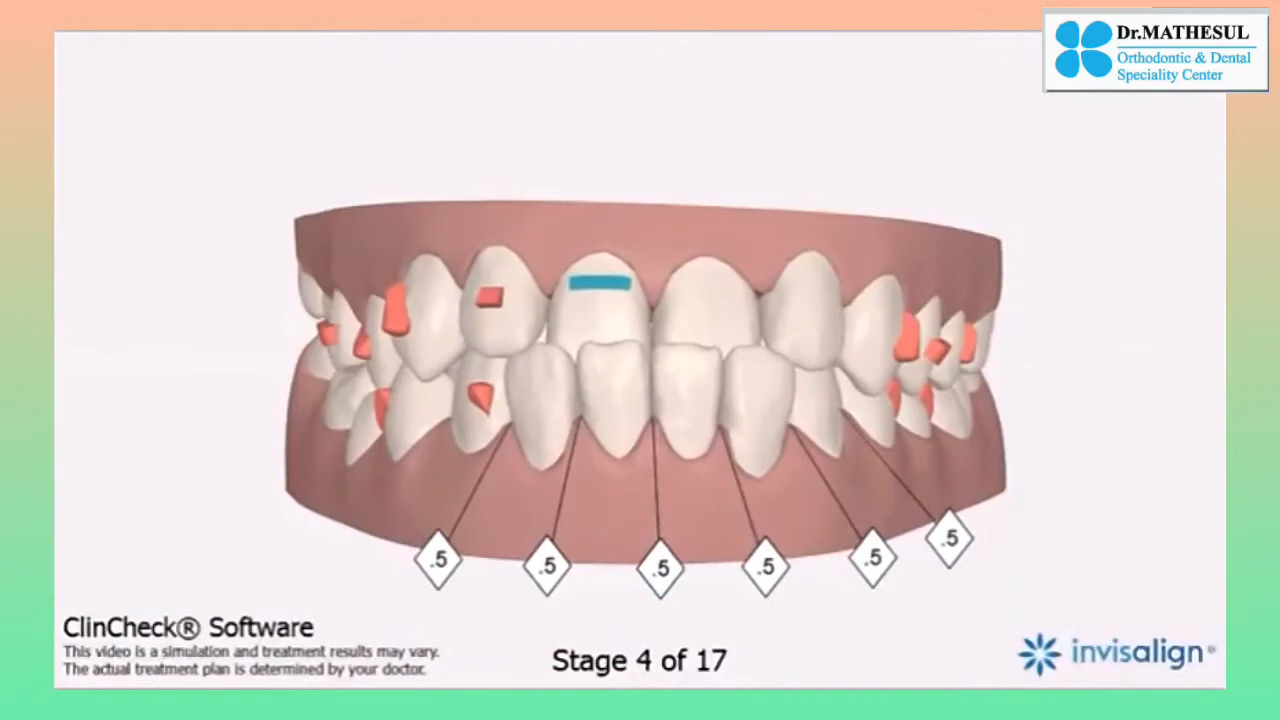 Dr.MATHESUL
Orthodontic & Dental
Speciality Center
.5
.5
.5
.5
.5
.5
ClinCheck® Software
This video is a simulation and treatment results may vary.
The actual treatment plan is determined by your doctor.
Stage 4 of 17
invisalign®